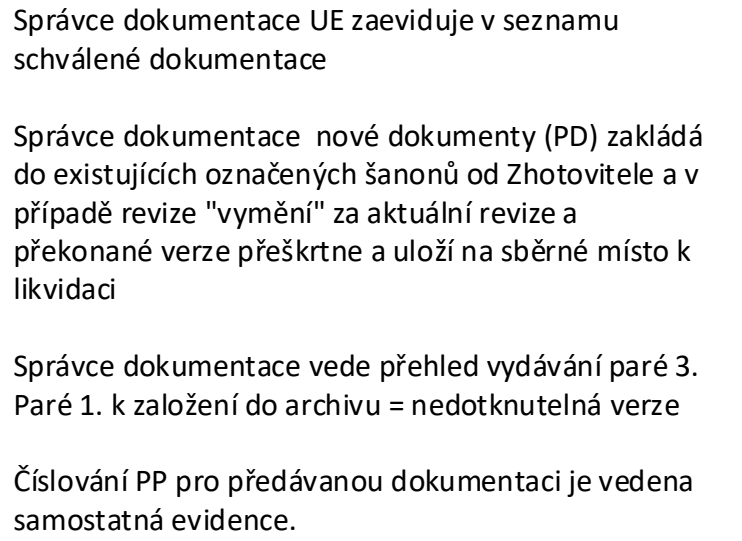 Správce dokumentace UE zaeviduje v seznamu
schválené dokumentace
Správce dokumentace  nové dokumenty (PD) zakládá
do existujících označených šanonů od Zhotovitele a v
případě revize "vymění" za aktuální revize a
překonané verze přeškrtne a uloží na sběrné místo k
likvidaci
Správce dokumentace vede přehled vydávání paré 3.
Paré 1. k založení do archivu = nedotknutelná verze
Číslování PP pro předávanou dokumentaci je vedena
samostatná evidence.